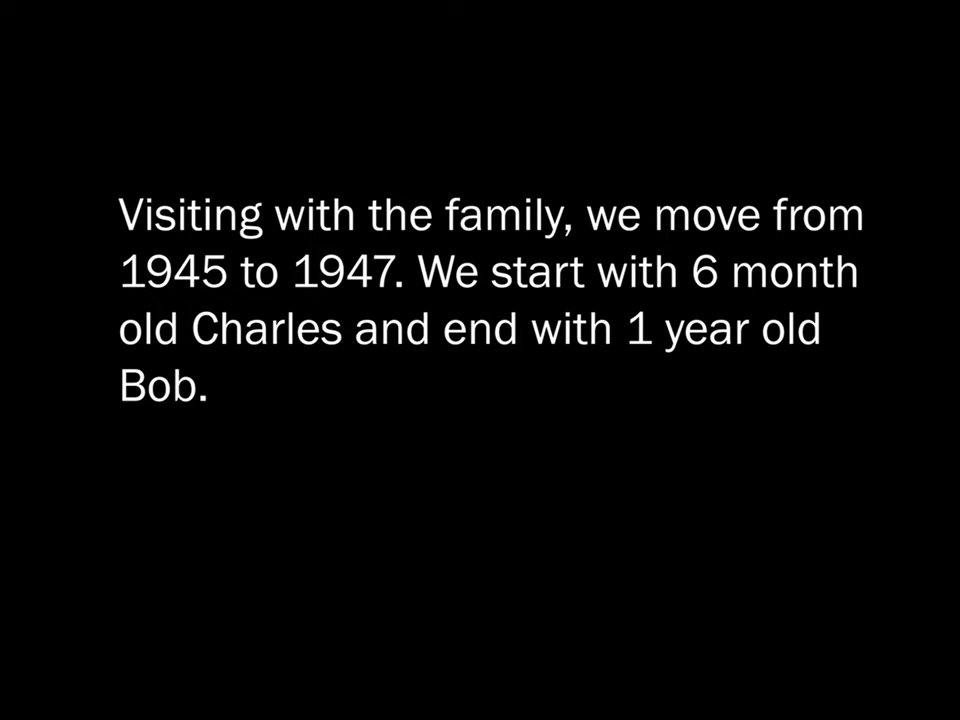 Visiting with the family, we move from
1945 to 1947. We start with 6 month
old Charles and end with 1 year old
Bob.